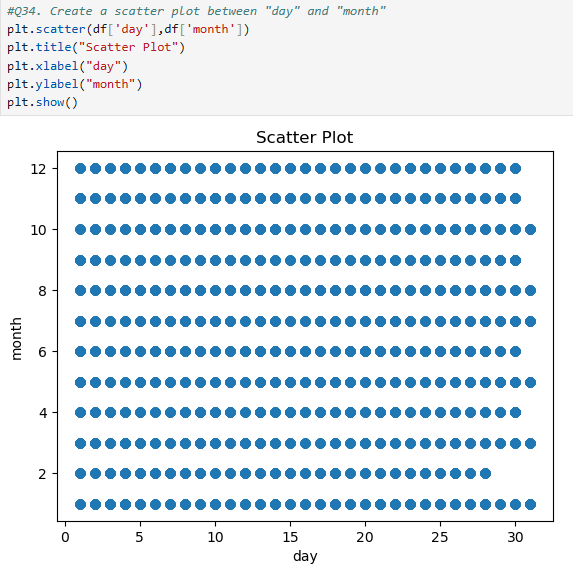 #Q34. Create a scatter plot between "day" and "month"
plt.scatter(df['day'],df['month'])
plt.title("Scatter Plot")
plt.xlabel("day")
plt.ylabel("month")
plt.show()
Scatter Plot
12
10
8
6
4
2
month
0 5 10 15 20 25 30
day